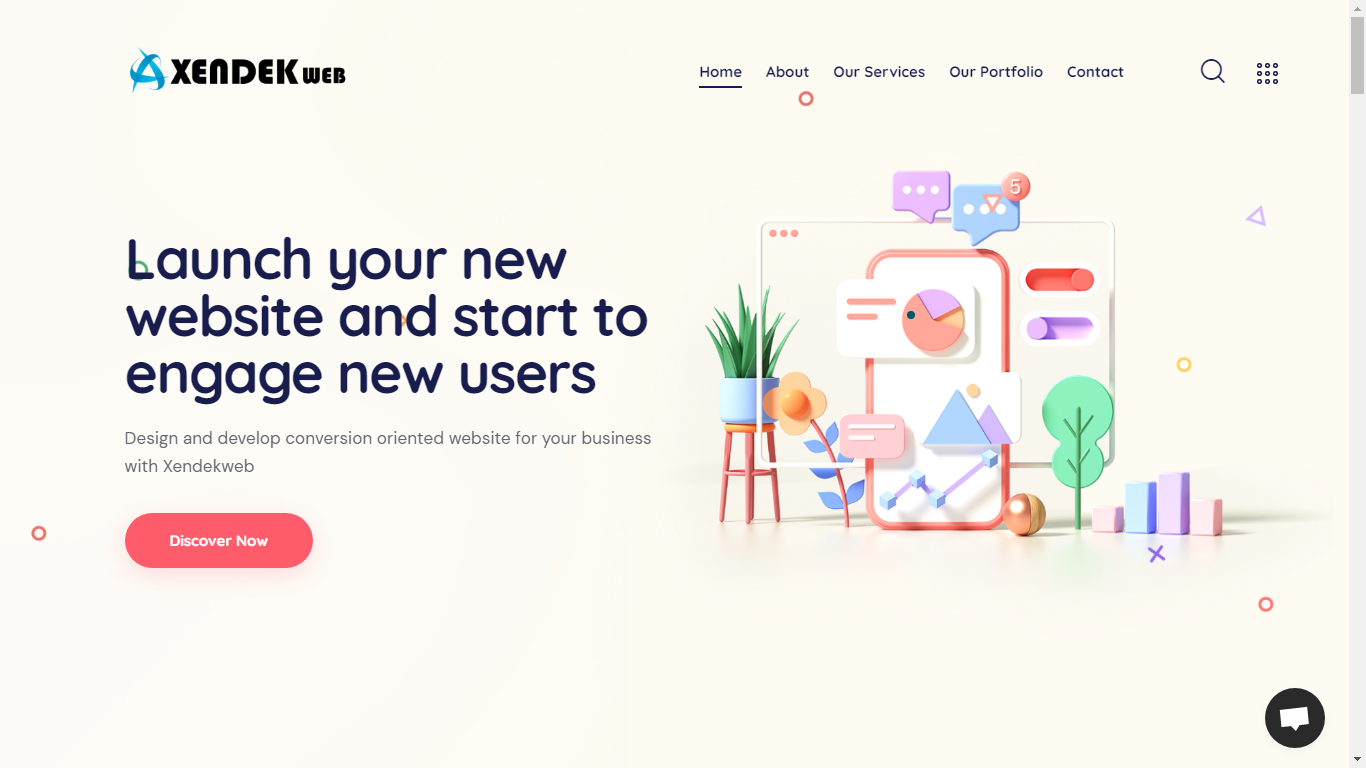 XENDEK WEB
Home About Our Services Our Portfolio Contact
5
Launch your new
website and start to
engage new users
Design and develop conversion oriented website for your business
with Xendekweb
Discover Now